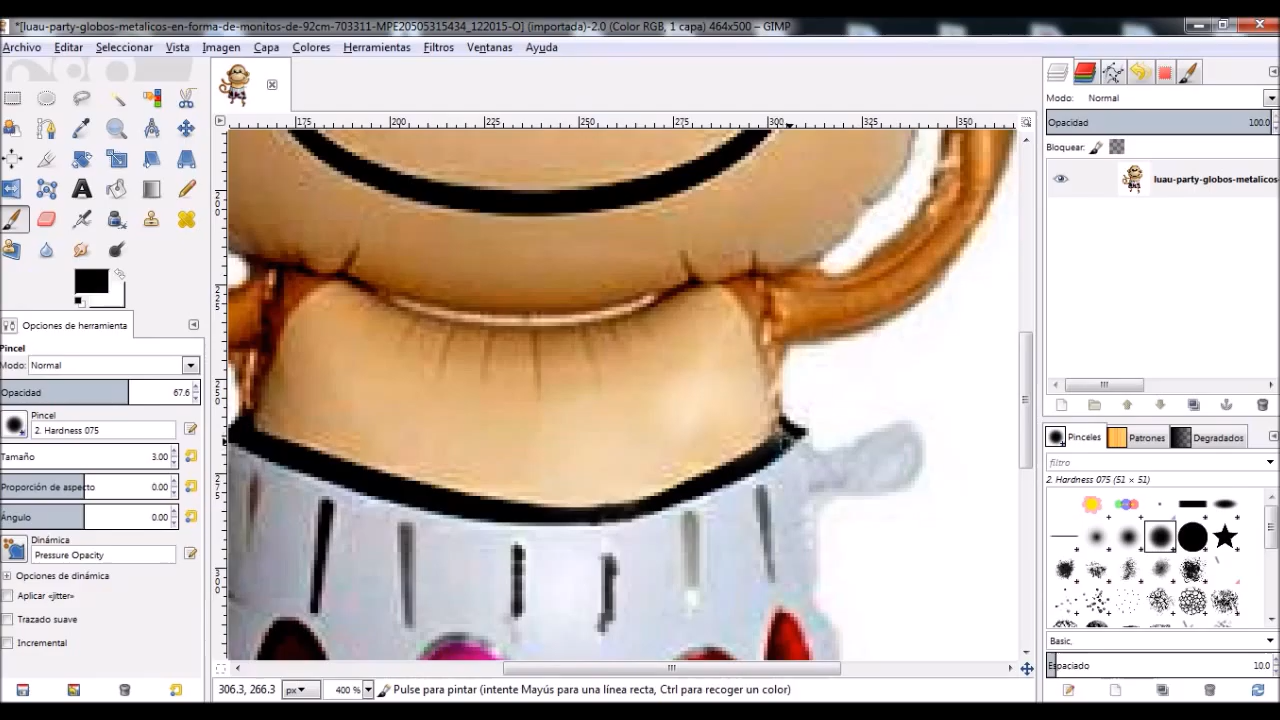 *[luau-party-globos-metalicos-en-forma-de-monitos-de-92cm-703311-MPE20505315434_122015-O] (importada)-2.0 (Color RGB, 1 capa) 464x500 – GIMP
Archivo Editar Seleccionar Vista Imagen Capa Colores Herramientas Filtros Ventanas Ayuda
175 200 225 250 275 300 325 350
200
225
250
275
300
Opciones de herramienta
Pincel
Modo: Normal
Opacidad 67.6
Pincel
2. Hardness 075
Tamaño 3.00
Proporción de aspecto 0.00
Ángulo 0.00
Dinámica
Pressure Opacity
Opciones de dinámica
Aplicar «jitter»
Trazado suave
Incremental
306.3, 266.3 px 400 % Pulse para pintar (intente Mayús para una línea recta, Ctrl para recoger un color)
Modo: Normal
Opacidad 100.0
Bloquear:
luau-party-globos-metalicos-
Pinceles Patrones Degradados
filtro
2. Hardness 075 (51 × 51)
Basic,
Espaciado 10.0